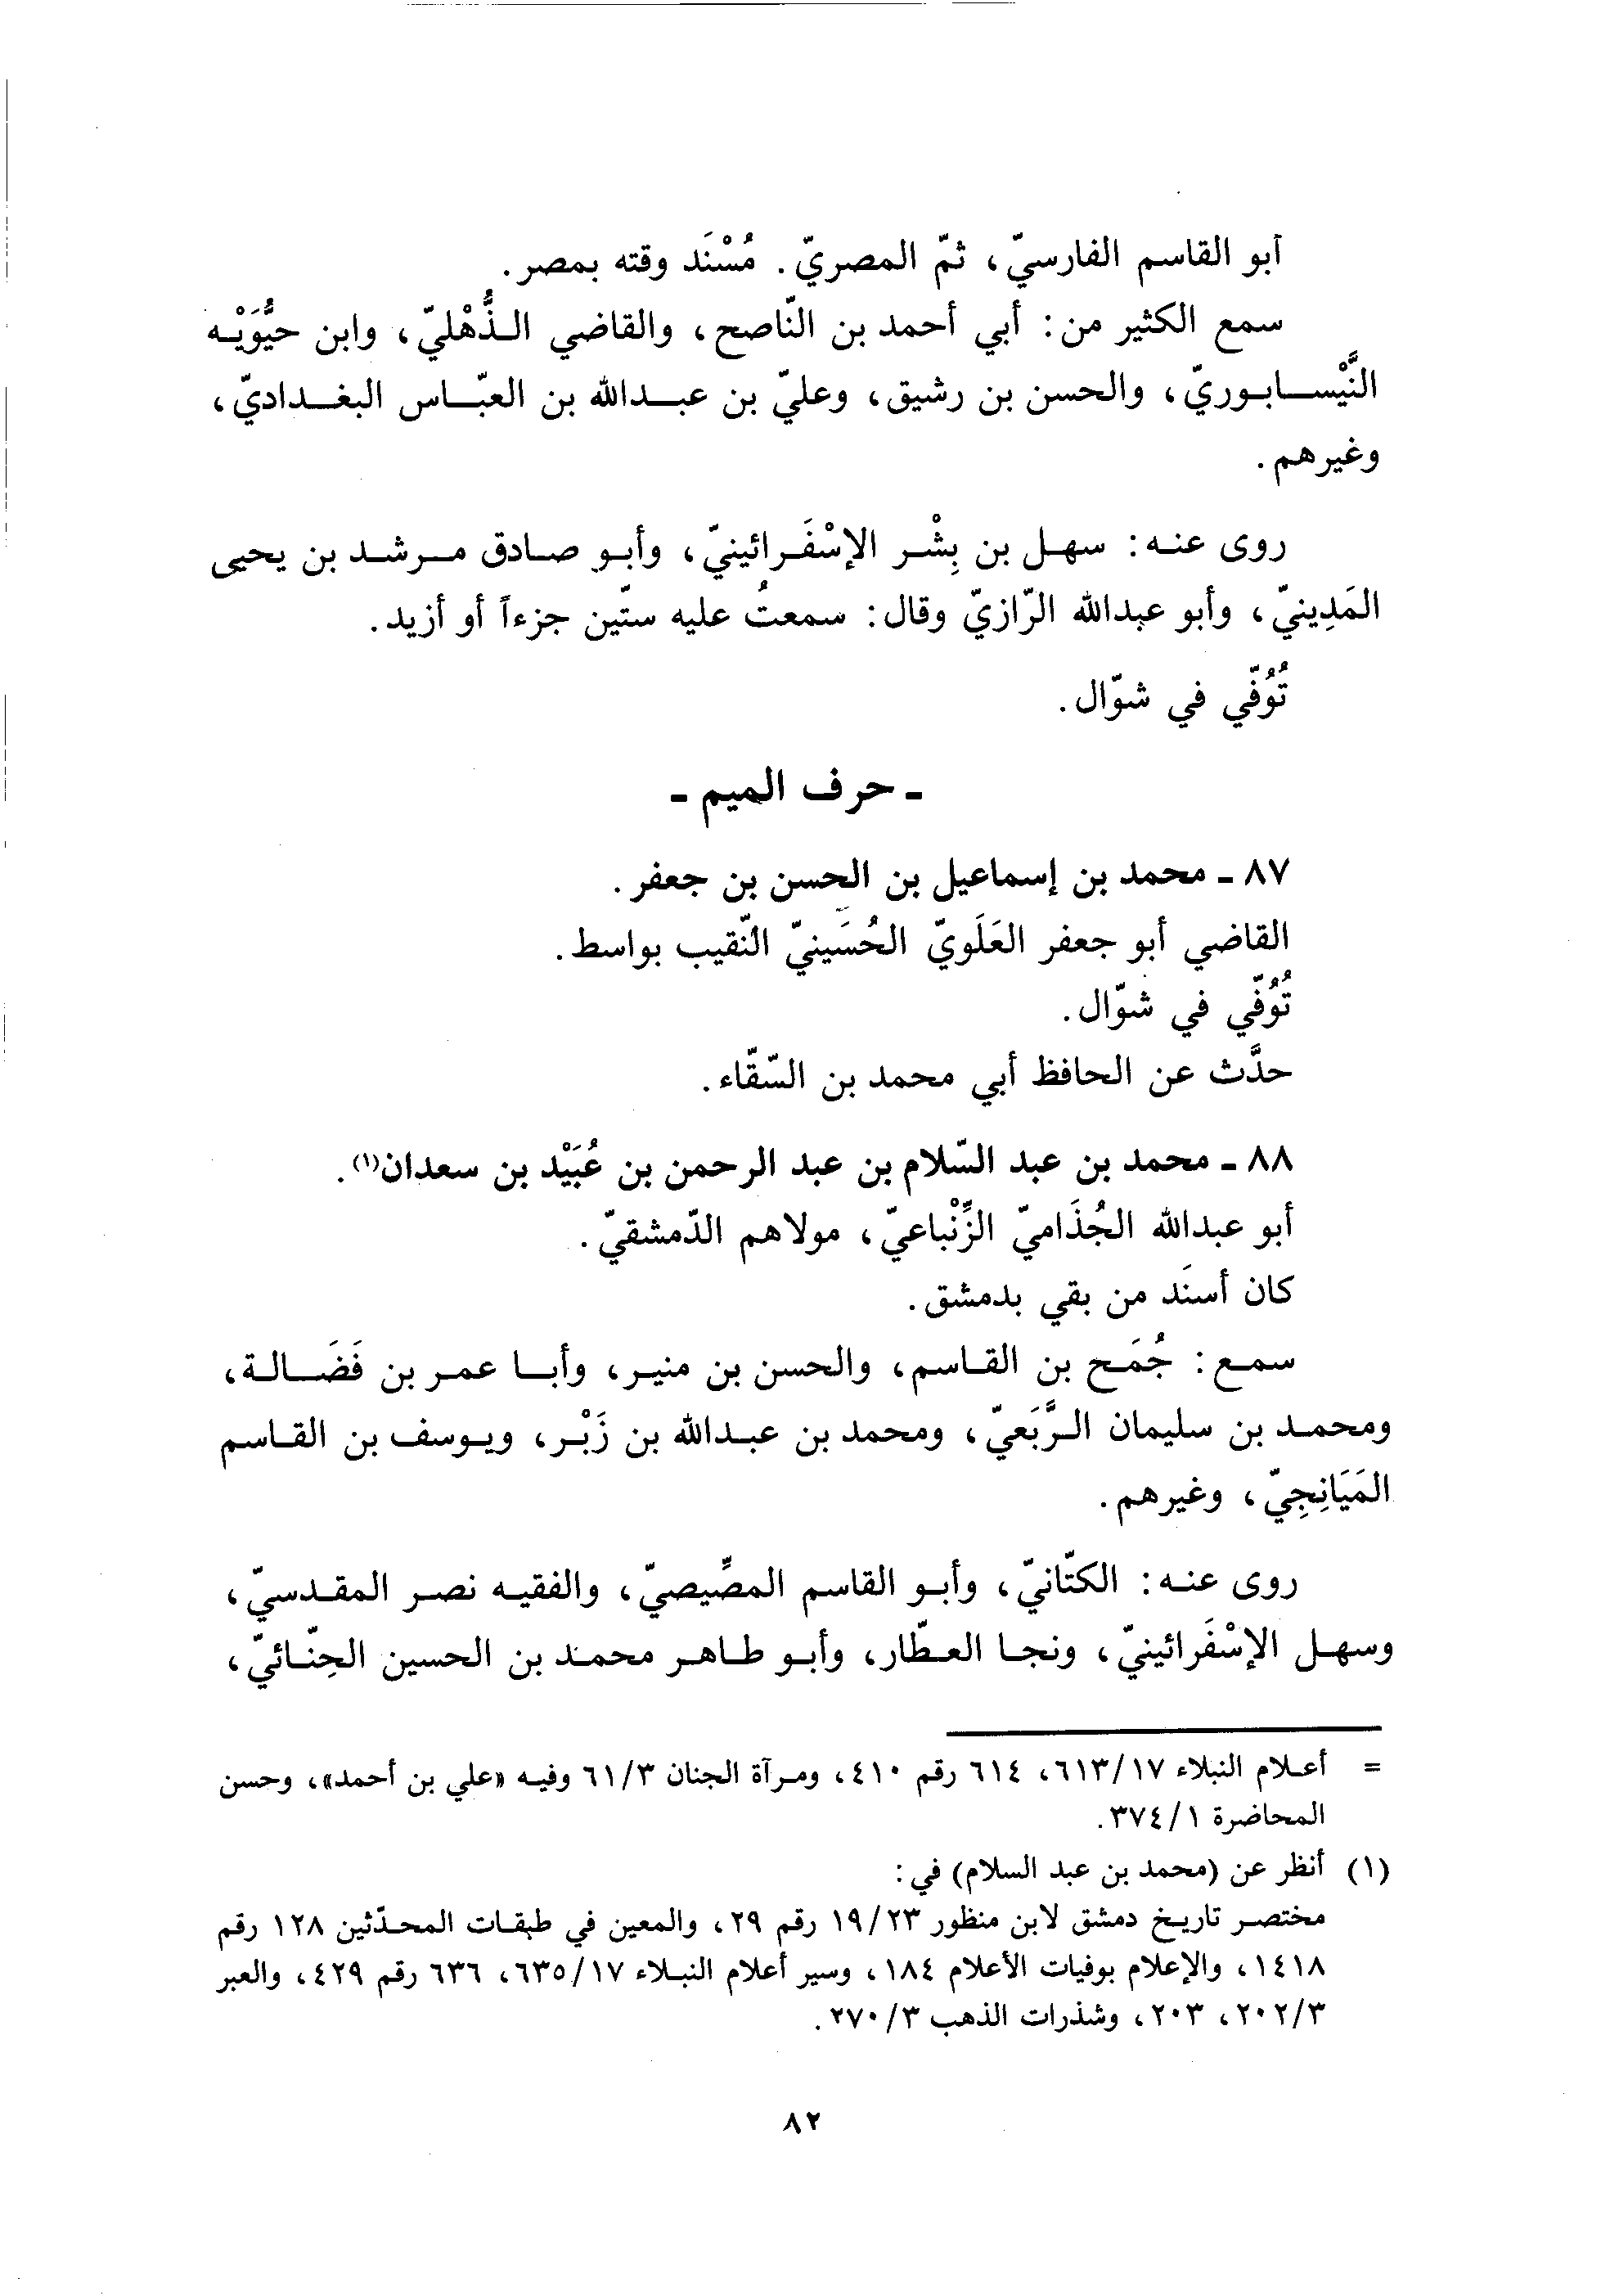 أبو القاسم الفارسيّ، ثمّ المصريّ. مُسْنَد وقته بمصر.
سمع الكثير من: أبي أحمد بن النّاصح، والقاضي الذُّهْليّ، وابن حيُّوَيْه
النَّيْسابوريّ، والحسن بن رشيق، وعليّ بن عبدالله بن العبّاس البغداديّ،
وغيرهم.
روى عنه: سهل بن بِشْر الإسْفَرائينيّ، وأبو صادق مرشد بن يحيى
المَدِينيّ، وأبو عبدالله الرّازيّ وقال: سمعتُ عليه ستّين جزءاً أو أزيد.
تُوُفّي في شوّال.
ـ حرف الميم ـ
٨٧ ـ محمد بن إسماعيل بن الحسن بن جعفر.
القاضي أبو جعفر العَلَويّ الحُسَينيّ النّقيب بواسط.
تُوُفّي في شوّال.
حدَّث عن الحافظ أبي محمد بن السّقّاء.
٨٨ ـ محمد بن عبد السّلام بن عبد الرحمن بن عُبَيْد بن سعدان(١).
أبو عبدالله الجُذَاميّ الزِّنْباعيّ، مولاهم الدّمشقيّ.
كان أسنَد من بقي بدمشق.
سمع: جُمَح بن القاسم، والحسن بن منير، وأبا عمر بن فَضَالة،
ومحمد بن سليمان الرَّبَعيّ، ومحمد بن عبدالله بن زَبْر، ويوسف بن القاسم
المَيَانِجِيّ، وغيرهم.
روى عنه: الكتّانيّ، وأبو القاسم المصِّيصيّ، والفقيه نصر المقدسيّ،
وسهل الإسْفَرائينيّ، ونجا العطّار، وأبو طاهر محمد بن الحسين الحِنّائيّ،
= أعلام النبلاء ٦١٣/١٧، ٦١٤ رقم ٤١٠، ومرآة الجنان ٦١/٣ وفيه «علي بن أحمد»، وحسن
المحاضرة ٣٧٤/١.
(١) أنظر عن (محمد بن عبد السلام) في:
مختصر تاريخ دمشق لابن منظور ١٩/٢٣ رقم ٢٩، والمعين في طبقات المحدّثين ١٢٨ رقم
١٤١٨، والإعلام بوفيات الأعلام ١٨٤، وسير أعلام النبلاء ٦٣٥/١٧، ٦٣٦ رقم ٤٢٩، والعبر
٢٠٢/٣، ٢٠٣، وشذرات الذهب ٢٧٠/٣.
٨٢